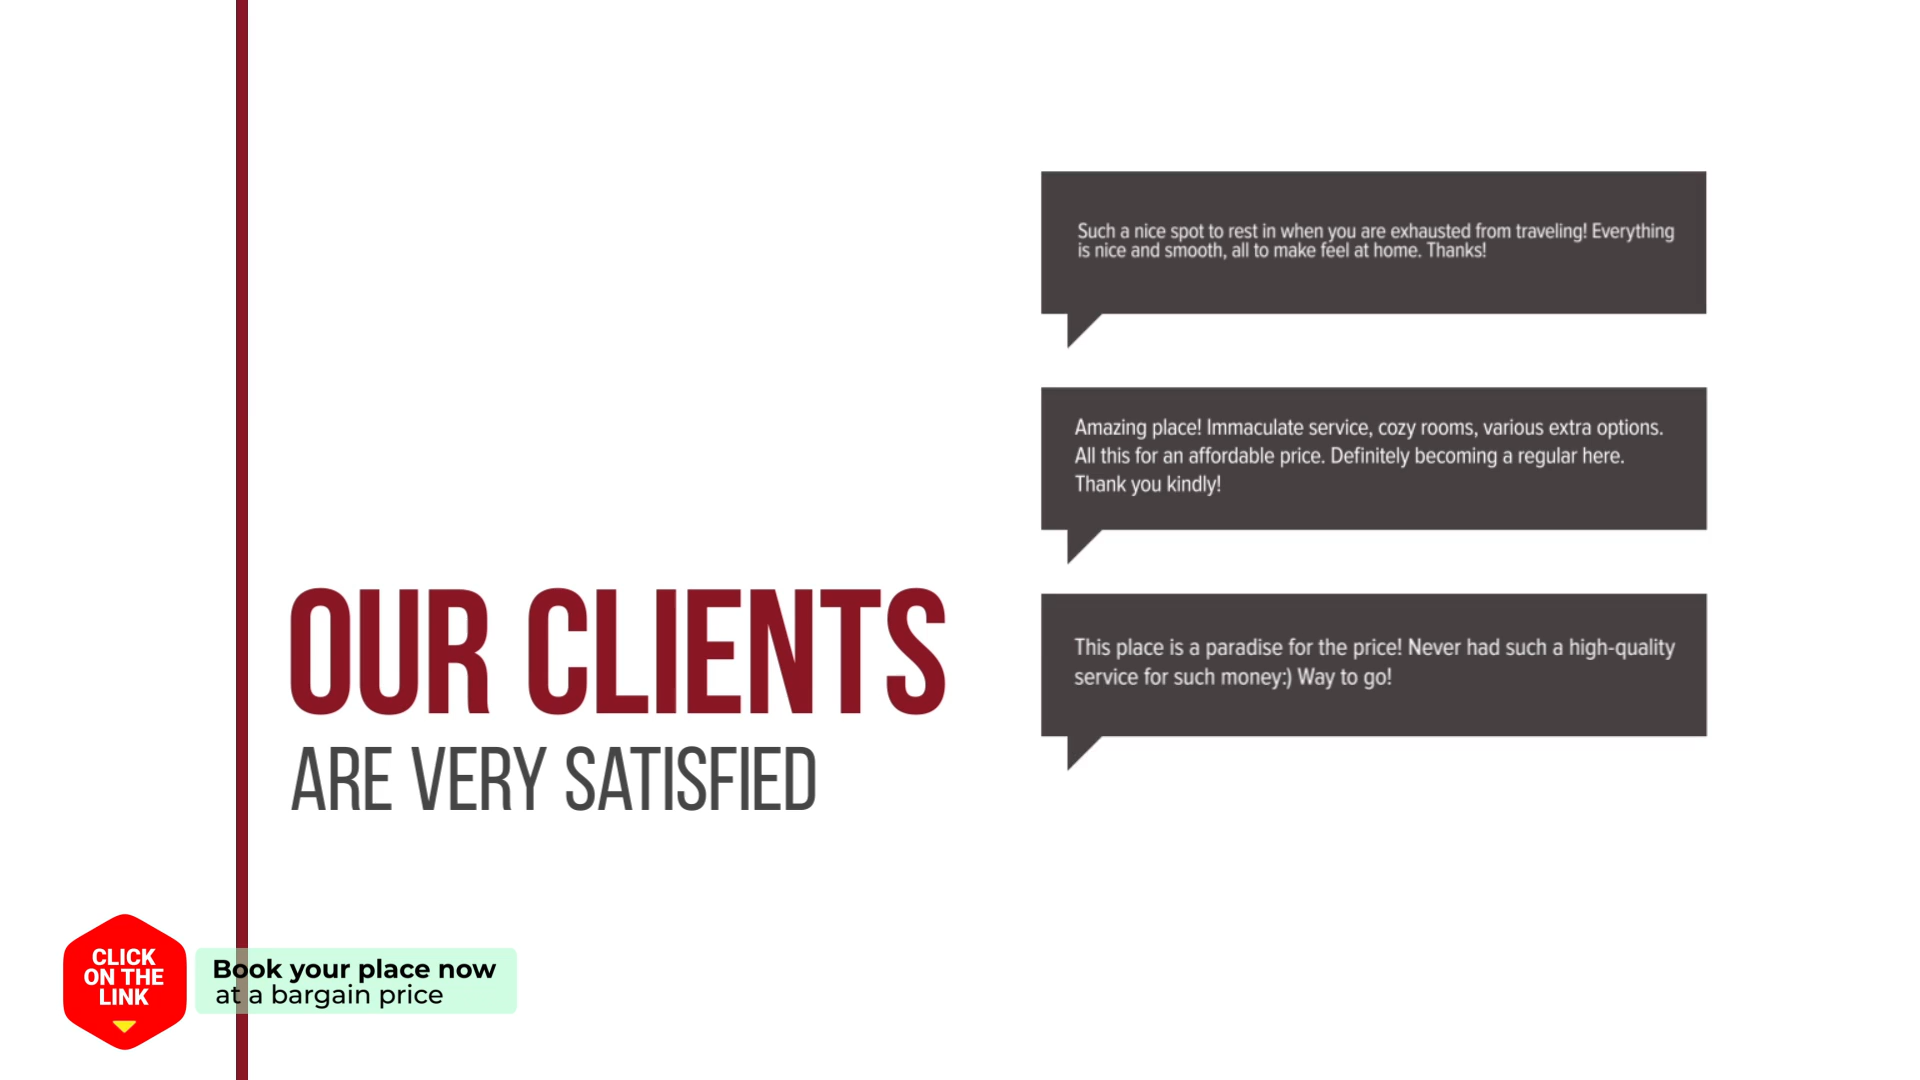 Such a nice spot to rest in when you are exhausted from traveling! Everything
is nice and smooth, all to make feel at home. Thanks!
Amazing place! Immaculate service, cozy rooms, various extra options.
All this for an affordable price. Definitely becoming a regular here.
Thank you kindly!
This place is a paradise for the price! Never had such a high-quality
service for such money:) Way to go!
OUR CLIENTS
ARE VERY SATISFIED
CLICK
ON THE
LINK
Book your place now
at a bargain price